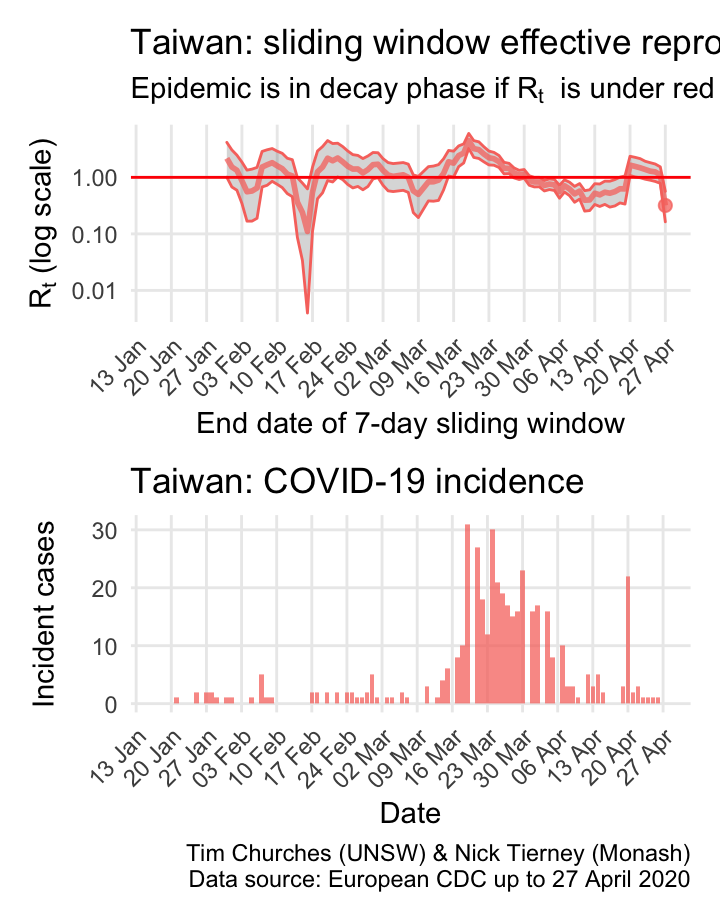 Taiwan: sliding window effective repro
Epidemic is in decay phase if Rt is under red
Rt (log scale)
1.00
0.10
0.01
13 Jan
20 Jan
27 Jan
03 Feb
10 Feb
17 Feb
24 Feb
02 Mar
09 Mar
16 Mar
23 Mar
30 Mar
06 Apr
13 Apr
20 Apr
27 Apr
End date of 7-day sliding window
Taiwan: COVID-19 incidence
Incident cases
30
20
10
0
13 Jan
20 Jan
27 Jan
03 Feb
10 Feb
17 Feb
24 Feb
02 Mar
09 Mar
16 Mar
23 Mar
30 Mar
06 Apr
13 Apr
20 Apr
27 Apr
Date
Tim Churches (UNSW) & Nick Tierney (Monash)
Data source: European CDC up to 27 April 2020